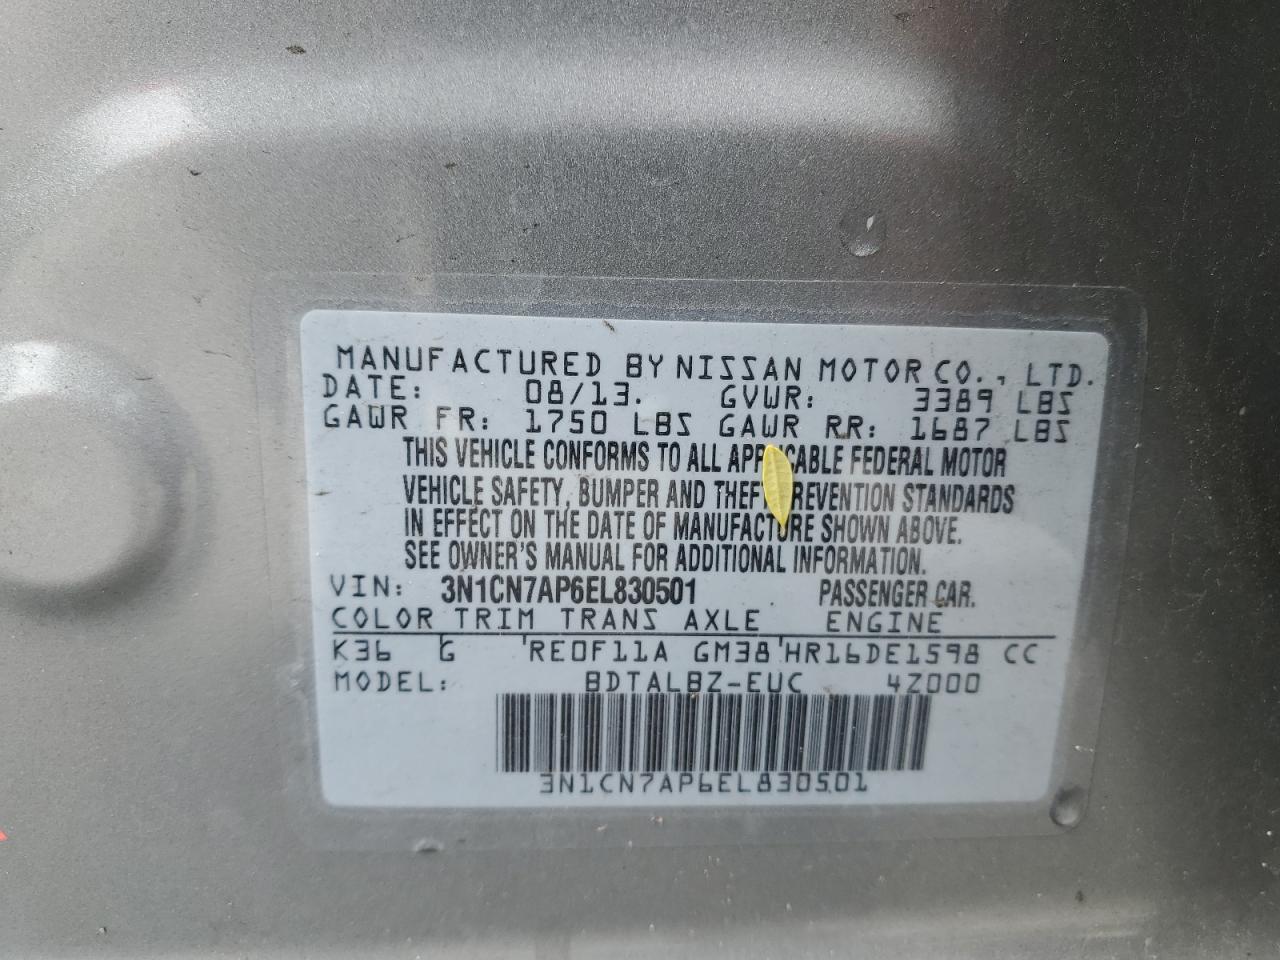 MANUFACTURED BY NISSAN MOTOR CO., LTD.
DATE: 08/13. GVWR: 3389 LBS
GAWR FR: 1750 LBS GAWR RR: 1687 LBS
THIS VEHICLE CONFORMS TO ALL APPLICABLE FEDERAL MOTOR
VEHICLE SAFETY, BUMPER AND THEFT PREVENTION STANDARDS
IN EFFECT ON THE DATE OF MANUFACTURE SHOWN ABOVE.
SEE OWNER'S MANUAL FOR ADDITIONAL INFORMATION.
VIN: 3N1CN7AP6EL830501 PASSENGER CAR.
COLOR TRIM TRANS AXLE ENGINE
K36 G 'RE0F11A GM38'HR16DE1598 CC
MODEL: BDTALBZ-EUC 4Z000
3N1CN7AP6EL830501